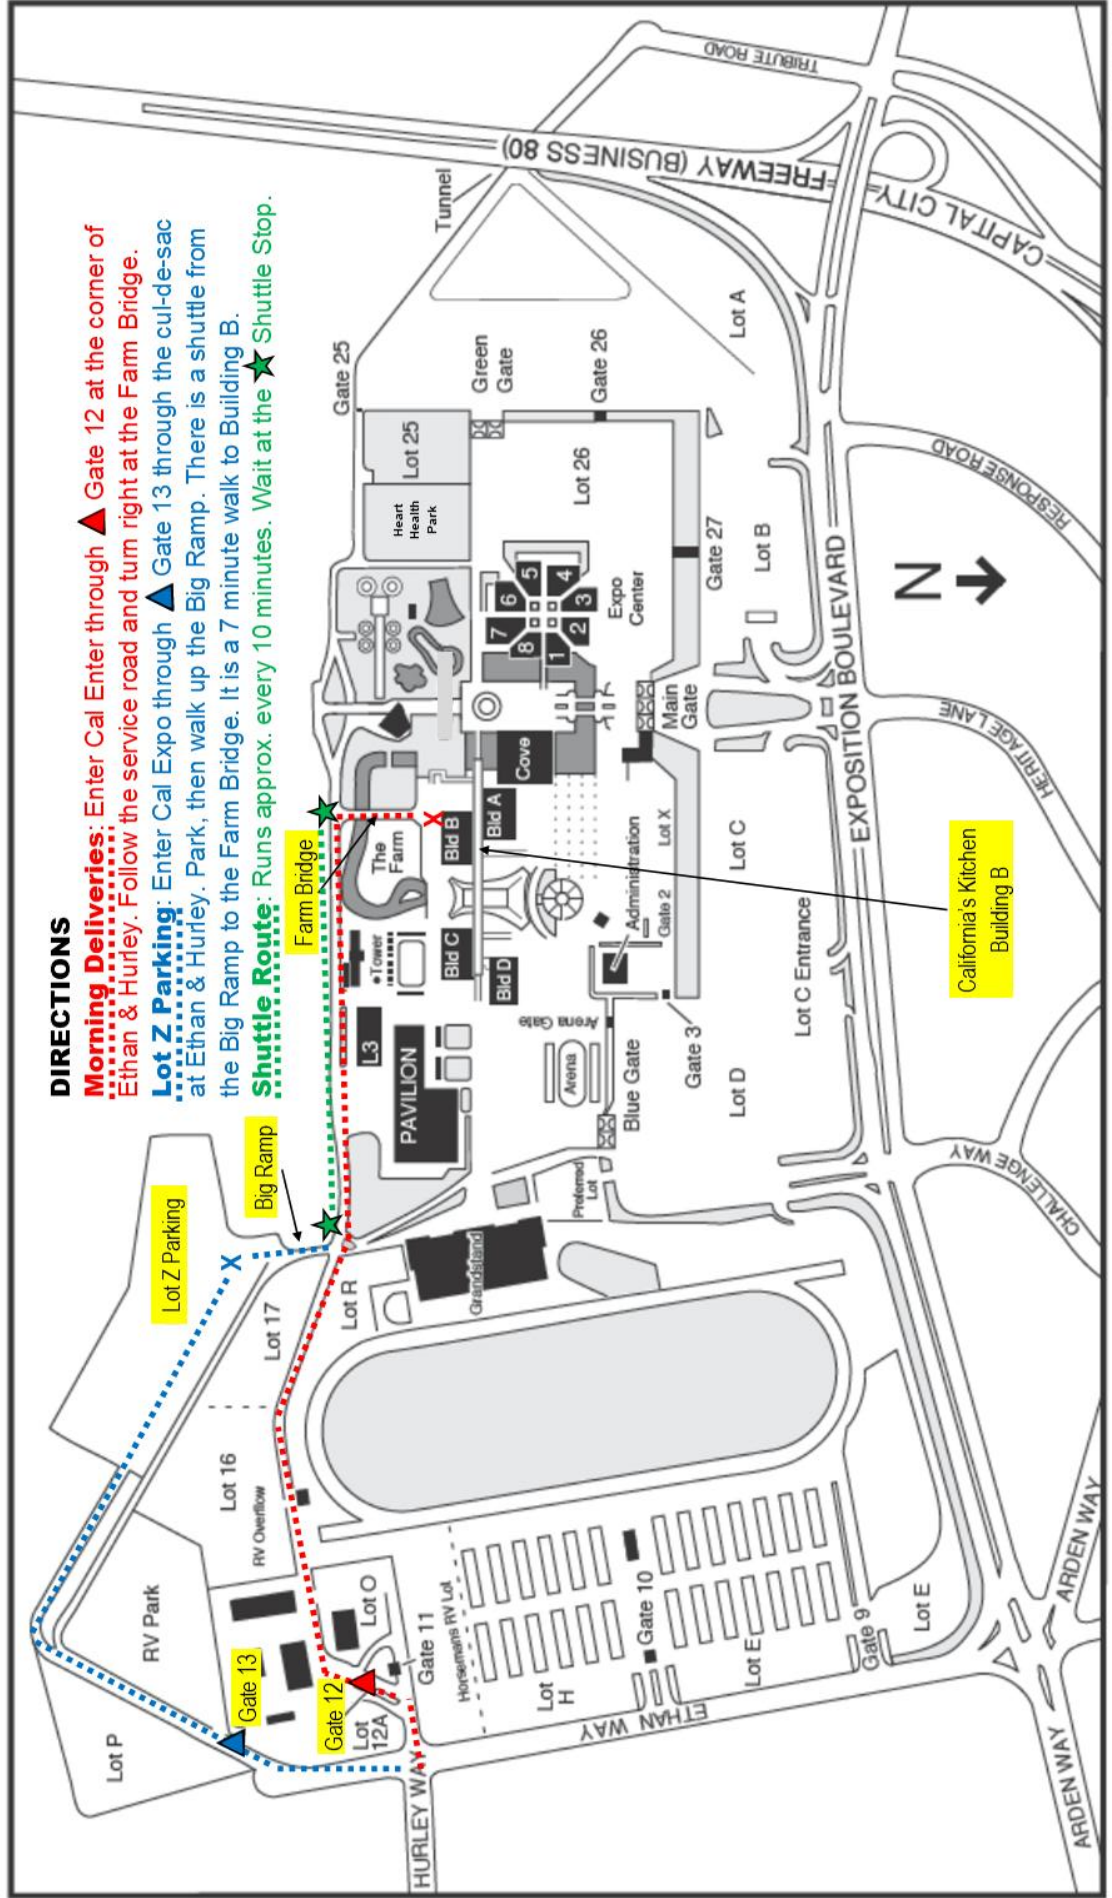 DIRECTIONS
Morning Deliveries: Enter Cal Enter through Gate 12 at the corner of
Ethan & Hurley. Follow the service road and turn right at the Farm Bridge.
Lot Z Parking: Enter Cal Expo through Gate 13 through the cul-de-sac
at Ethan & Hurley. Park, then walk up the Big Ramp. There is a shuttle from
the Big Ramp to the Farm Bridge. It is a 7 minute walk to Building B.
Shuttle Route: Runs approx. every 10 minutes. Wait at the Shuttle Stop.
Lot P
RV Park
Gate 13
Lot Z Parking
X
Big Ramp
Lot 16
RV Overflow
Lot 17
Gate 12
Lot
12A
Lot O
Gate 11
Lot R
HURLEY WAY
Horsemans RV Lot
Lot
H
Gate 10
Lot E
Gate 9
Lot E
ETHAN WAY
ARDEN WAY
ARDEN WAY
Grandstand
Preferred
Lot
PAVILION
L3
Tower
Farm Bridge
The
Farm
X
Bld B
Bld A
Bld C
Bld D
Cove
Arena Gate
Arena
Blue Gate
Gate 3
Administration
Gate 2
Lot X
Lot D
Lot C
Lot C Entrance
Main
Gate
Expo
Center
1
2
3
4
5
6
7
8
Heart
Health
Park
Lot 25
Gate 25
Green
Gate
Gate 26
Lot 26
Gate 27
Lot B
Lot A
Tunnel
CAPITAL CITY FREEWAY (BUSINESS 80)
TRIBUTE ROAD
EXPOSITION BOULEVARD
RESPONSE ROAD
HERITAGE LANE
CHALLENGE WAY
N
California's Kitchen
Building B